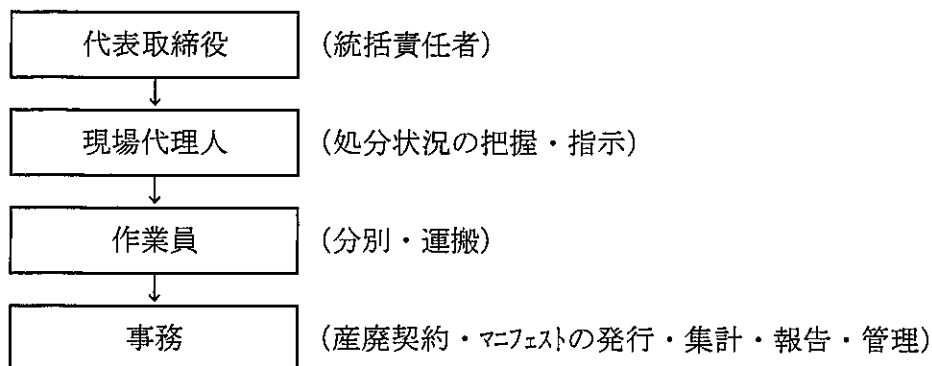 代表取締役 (統括責任者)
現場代理人 (処分状況の把握・指示)
作業員 (分別・運搬)
事務 (産廃契約・マニフェストの発行・集計・報告・管理)